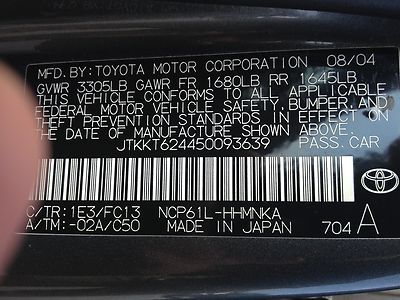 MFD.BY:TOYOTA MOTOR CORPORATION 08/04
GVWR 3305LB GAWR FR 1680LB RR 1645LB
THIS VEHICLE CONFORMS TO ALL APPLICABLE
FEDERAL MOTOR VEHICLE SAFETY, BUMPER, AND
THEFT PREVENTION STANDARDS IN EFFECT ON
THE DATE OF MANUFACTURE SHOWN ABOVE.
JTKKT624450093639 PASS.CAR
C/TR:1E3/FC13 NCP61L-HHMNKA
A/TM:-02A/C50 MADE IN JAPAN 704 A
TOYOTA